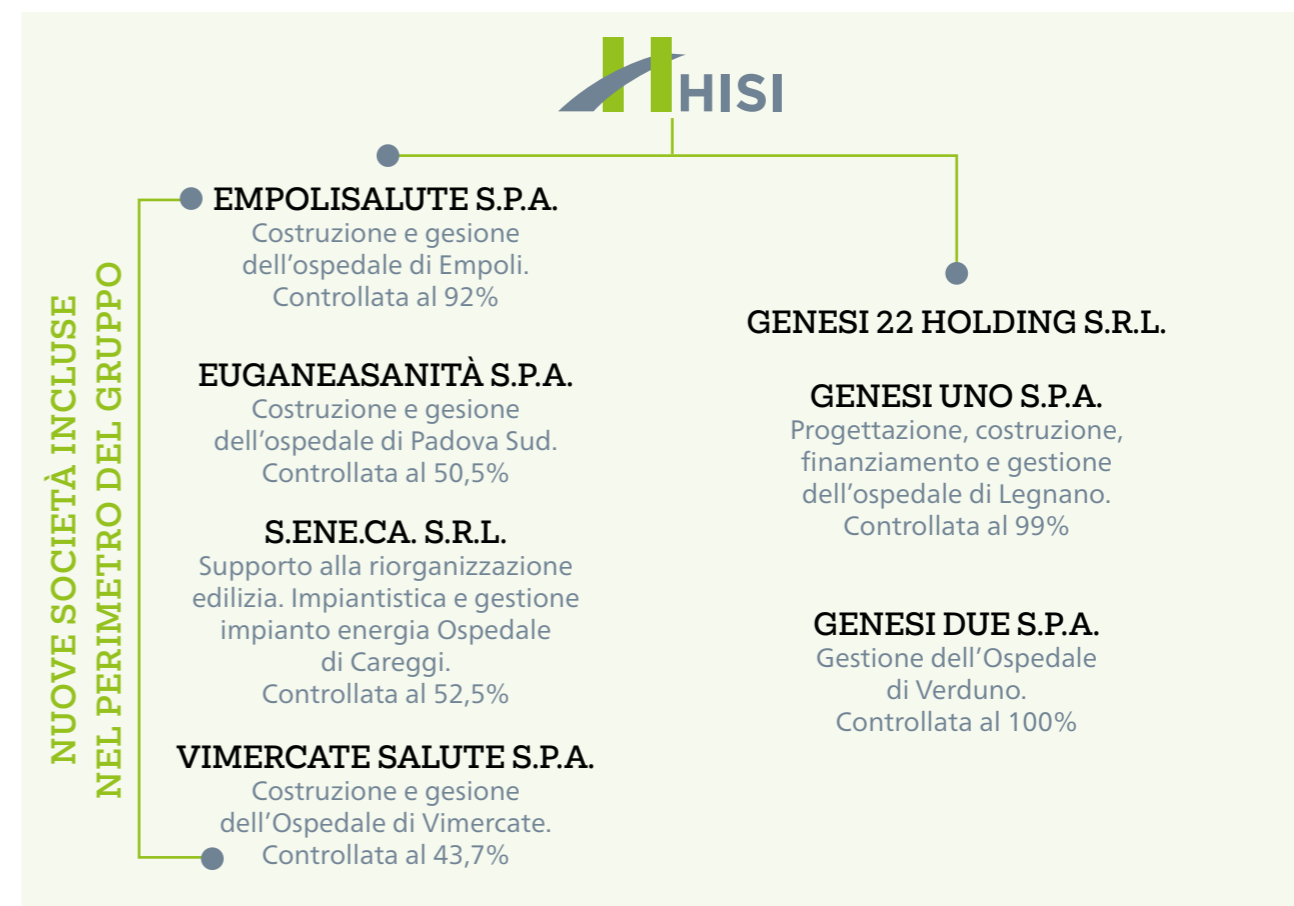 HISI
NUOVE SOCIETÀ INCLUSE
NEL PERIMETRO DEL GRUPPO
EMPOLISALUTE S.P.A.
Costruzione e gesione
dell’ospedale di Empoli.
Controllata al 92%
EUGANEASANITÀ S.P.A.
Costruzione e gesione
dell’ospedale di Padova Sud.
Controllata al 50,5%
S.ENE.CA. S.R.L.
Supporto alla riorganizzazione
edilizia. Impiantistica e gestione
impianto energia Ospedale
di Careggi.
Controllata al 52,5%
VIMERCATE SALUTE S.P.A.
Costruzione e gesione
dell’Ospedale di Vimercate.
Controllata al 43,7%
GENESI 22 HOLDING S.R.L.
GENESI UNO S.P.A.
Progettazione, costruzione,
finanziamento e gestione
dell’ospedale di Legnano.
Controllata al 99%
GENESI DUE S.P.A.
Gestione dell’Ospedale
di Verduno.
Controllata al 100%